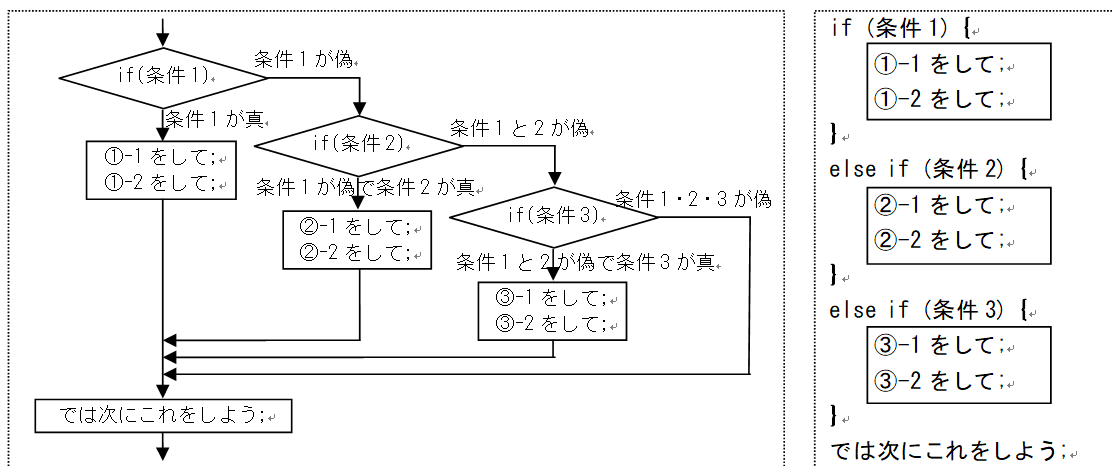 if(条件1)
条件1が偽
条件1が真
①-1をして;
①-2をして;
if(条件2)
条件1と2が偽
条件1が偽で条件2が真
②-1をして;
②-2をして;
if(条件3)
条件1・2・3が偽
条件1と2が偽で条件3が真
③-1をして;
③-2をして;
では次にこれをしよう;
if (条件1) {
①-1をして;
①-2をして;
}
else if (条件2) {
②-1をして;
②-2をして;
}
else if (条件3) {
③-1をして;
③-2をして;
}
では次にこれをしよう;